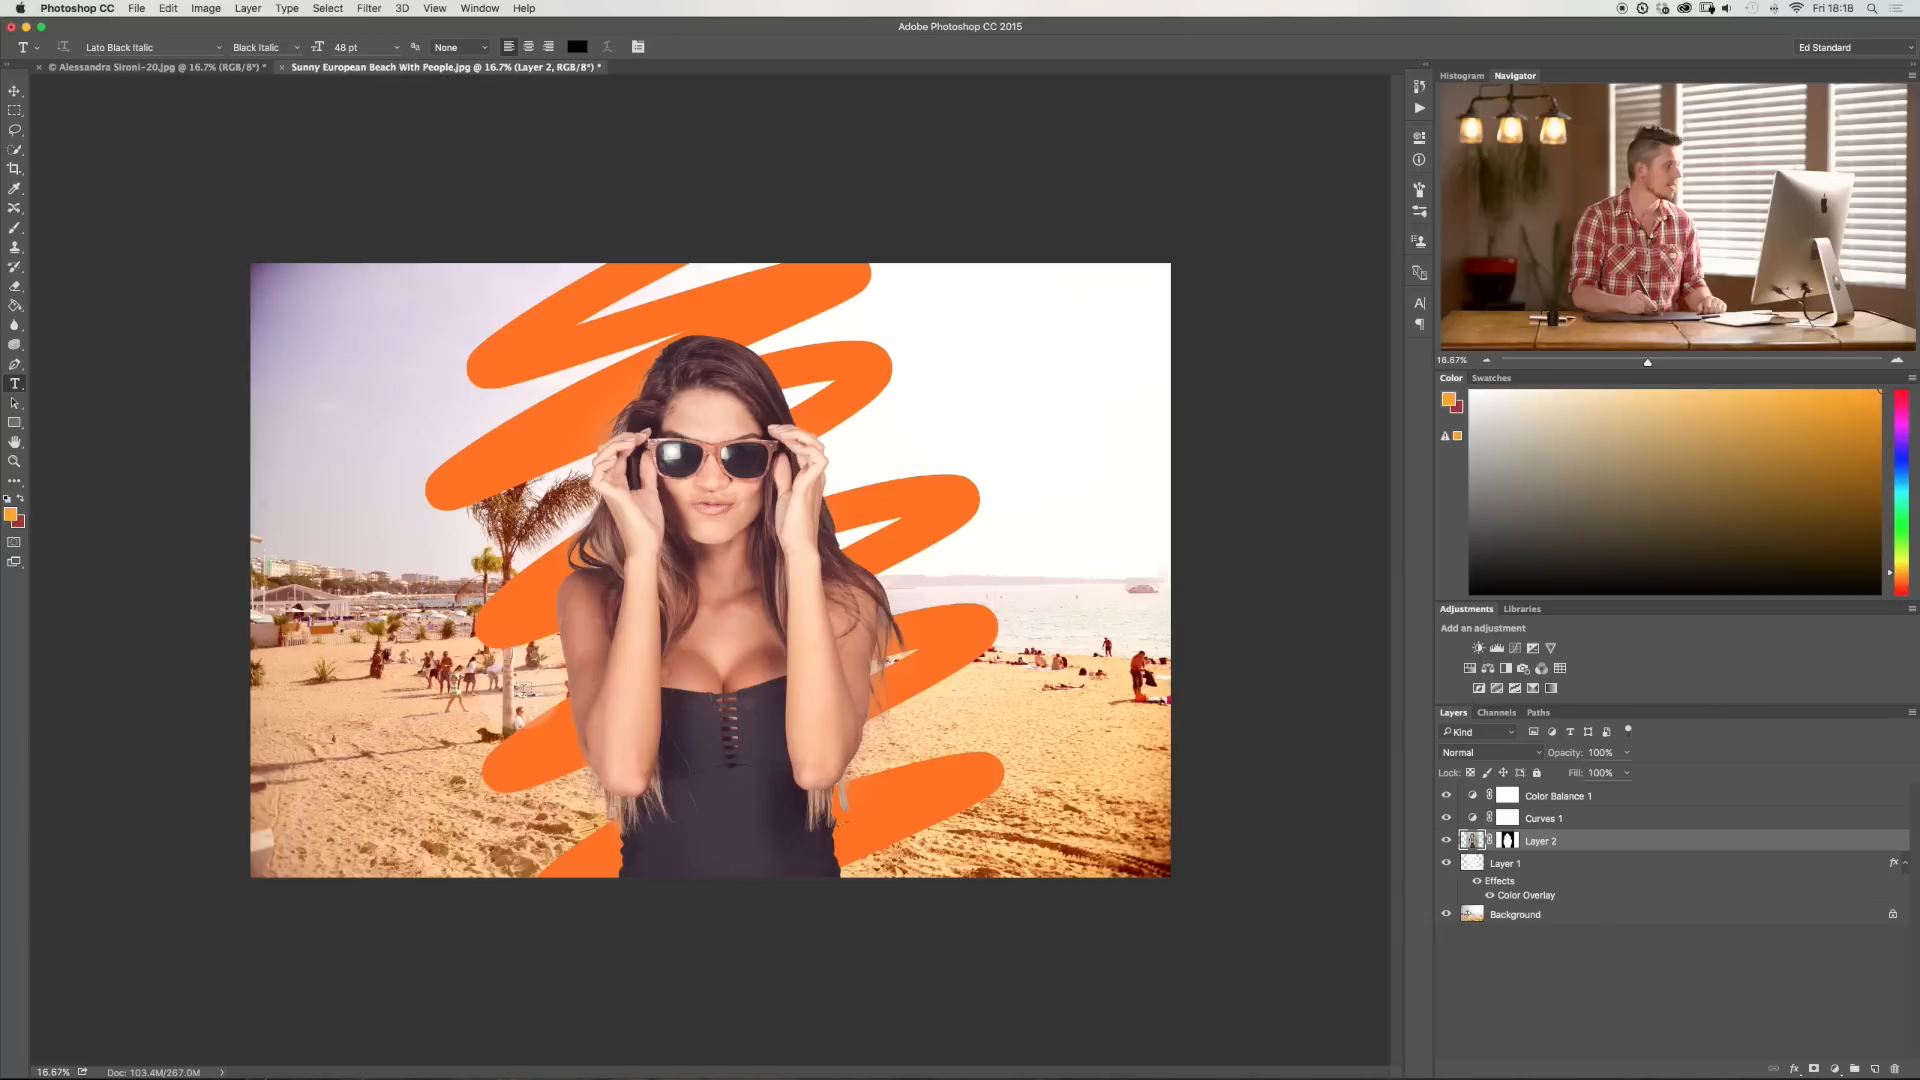 Photoshop CC File Edit Image Layer Type Select Filter 3D View Window Help Fri 18:18
Adobe Photoshop CC 2015
T Lato Black Italic Black Italic 48 pt None Ed Standard
© Alessandra Sironi-20.jpg @ 16.7% (RGB/8*) * Sunny European Beach With People.jpg @ 16.7% (Layer 2, RGB/8*) *
Histogram Navigator
16.67%
Color Swatches
Adjustments Libraries
Add an adjustment
Layers Channels Paths
Kind
Normal Opacity: 100%
Lock: Fill: 100%
Color Balance 1
Curves 1
Layer 2
Layer 1 fx
Effects
Color Overlay
Background
16.67% Doc: 103.4M/267.0M